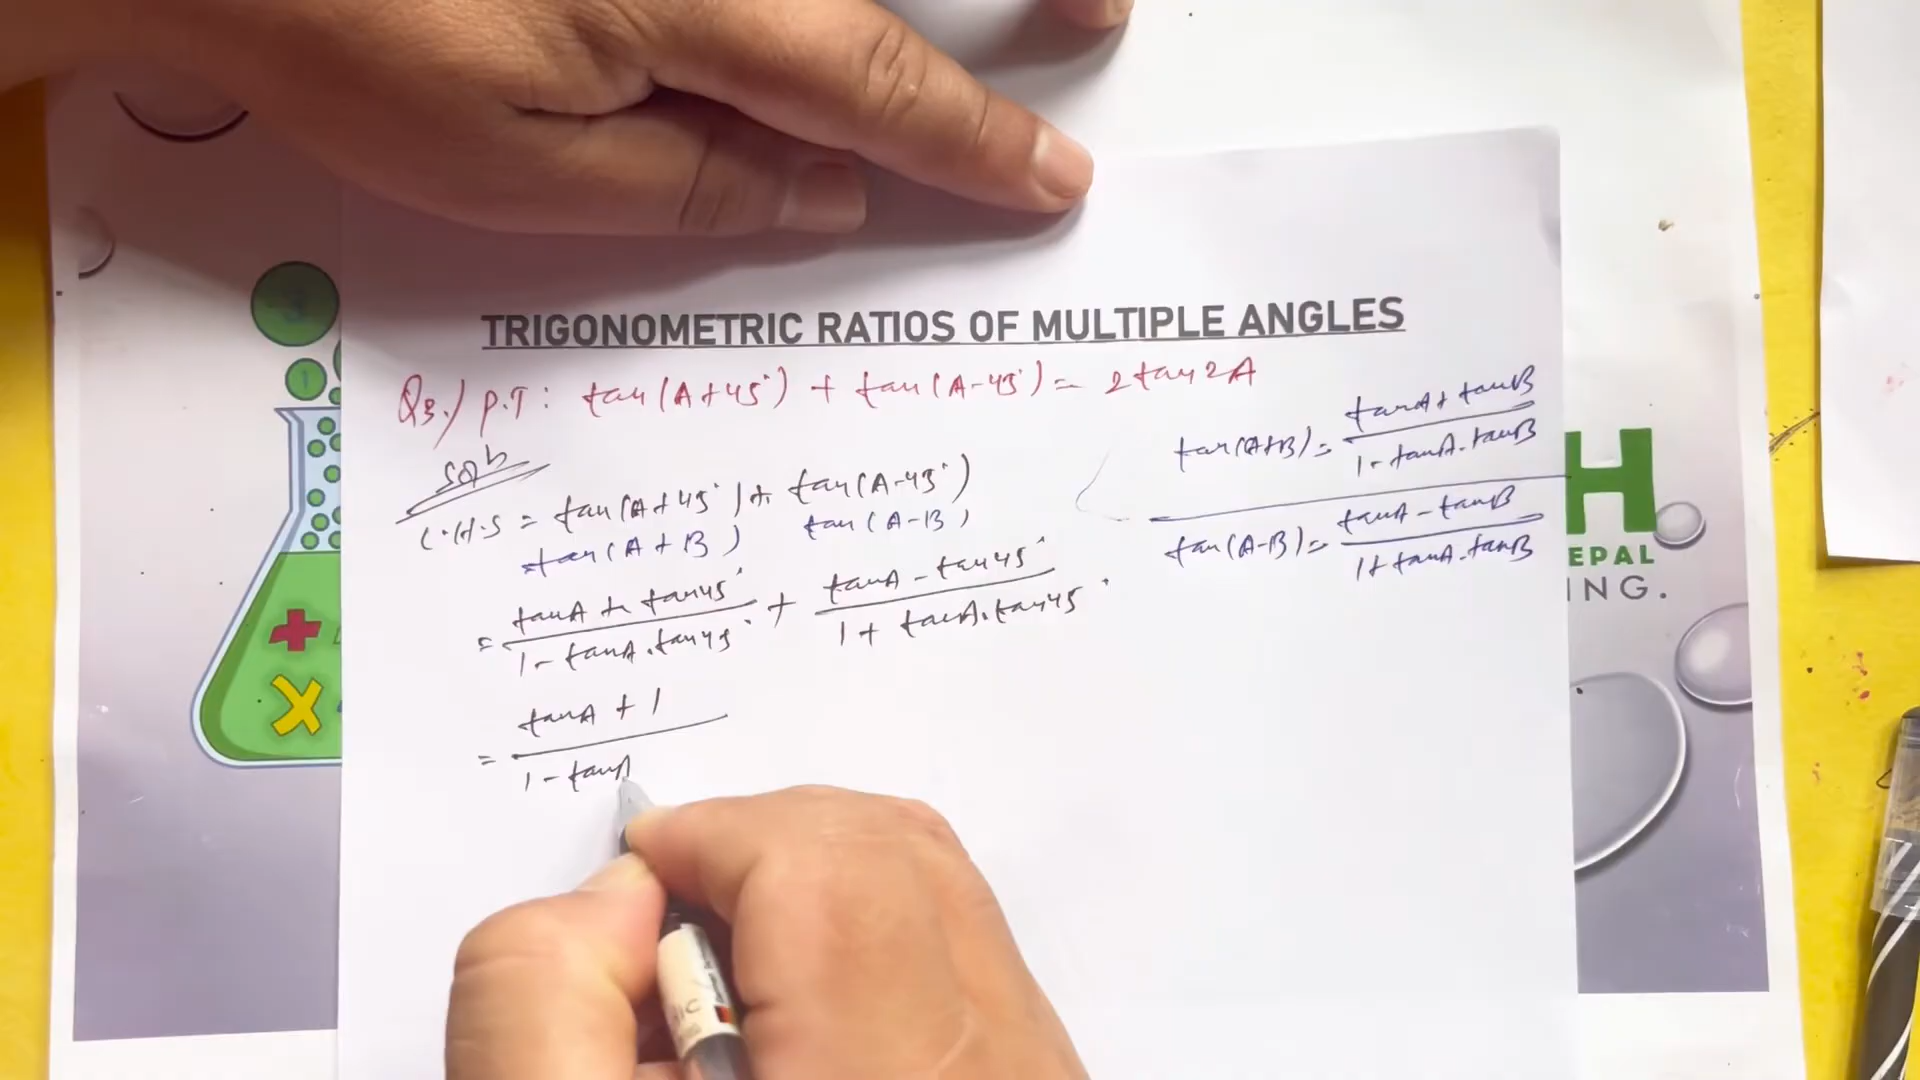 TRIGONOMETRIC RATIOS OF MULTIPLE ANGLES
Q3.) P.T: tan(A+45°) + tan(A-45°) = 2tan2A
Solⁿ
L.H.S = tan(A+45°) + tan(A-45°)
tan(A+B) tan(A-B)
= (tanA + tan45°)/(1 - tanA.tan45°) + (tanA - tan45°)/(1 + tanA.tan45°)
= (tanA + 1)/(1 - tanA
tan(A+B) = (tanA + tanB)/(1 - tanA.tanB)
tan(A-B) = (tanA - tanB)/(1 + tanA.tanB)
H
EPAL
ING.